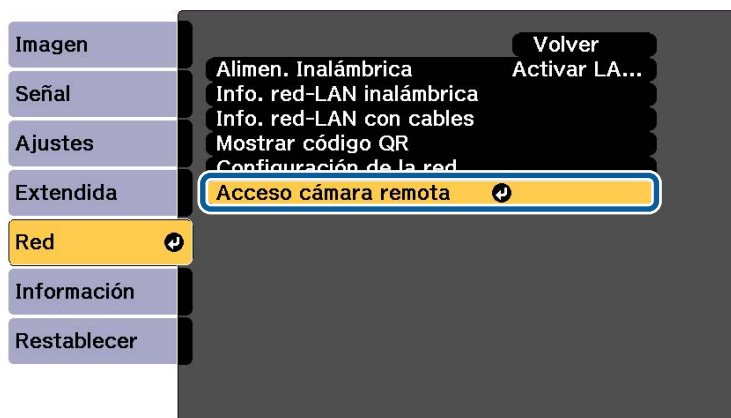 Imagen
Señal
Ajustes
Extendida
Red
Información
Restablecer
Volver
Alimen. Inalámbrica Activar LA...
Info. red-LAN inalámbrica
Info. red-LAN con cables
Mostrar código QR
Configuración de la red
Acceso cámara remota